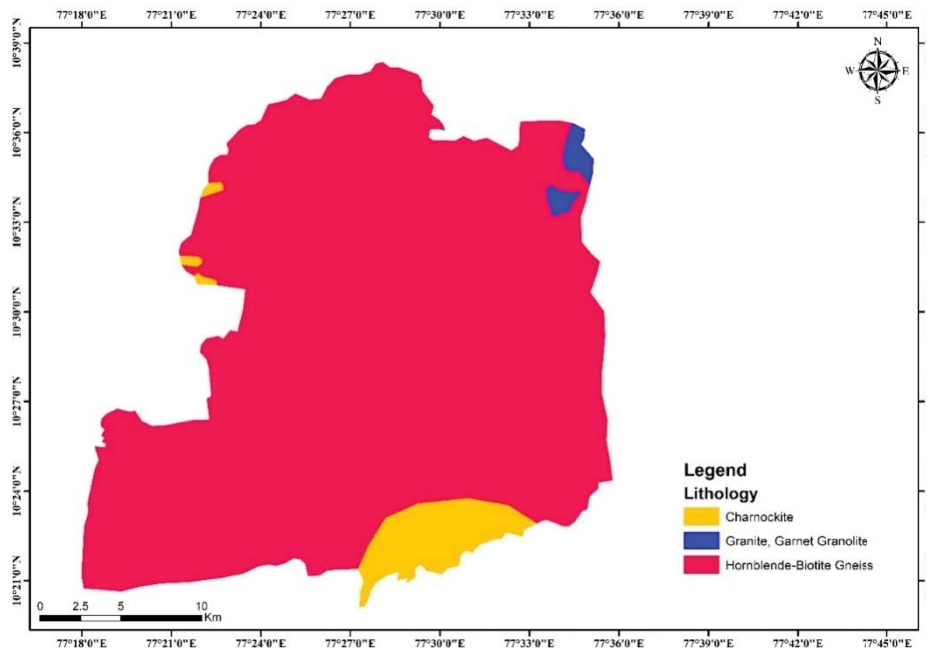 77°18'0"E 77°21'0"E 77°24'0"E 77°27'0"E 77°30'0"E 77°33'0"E 77°36'0"E 77°39'0"E 77°42'0"E 77°45'0"E
10°39'0"N
10°36'0"N
10°33'0"N
10°30'0"N
10°27'0"N
10°24'0"N
10°21'0"N
N
W E
S
Legend
Lithology
Charnockite
Granite, Garnet Granolite
Hornblende-Biotite Gneiss
0 2.5 5 10
Km
77°18'0"E 77°21'0"E 77°24'0"E 77°27'0"E 77°30'0"E 77°33'0"E 77°36'0"E 77°39'0"E 77°42'0"E 77°45'0"E